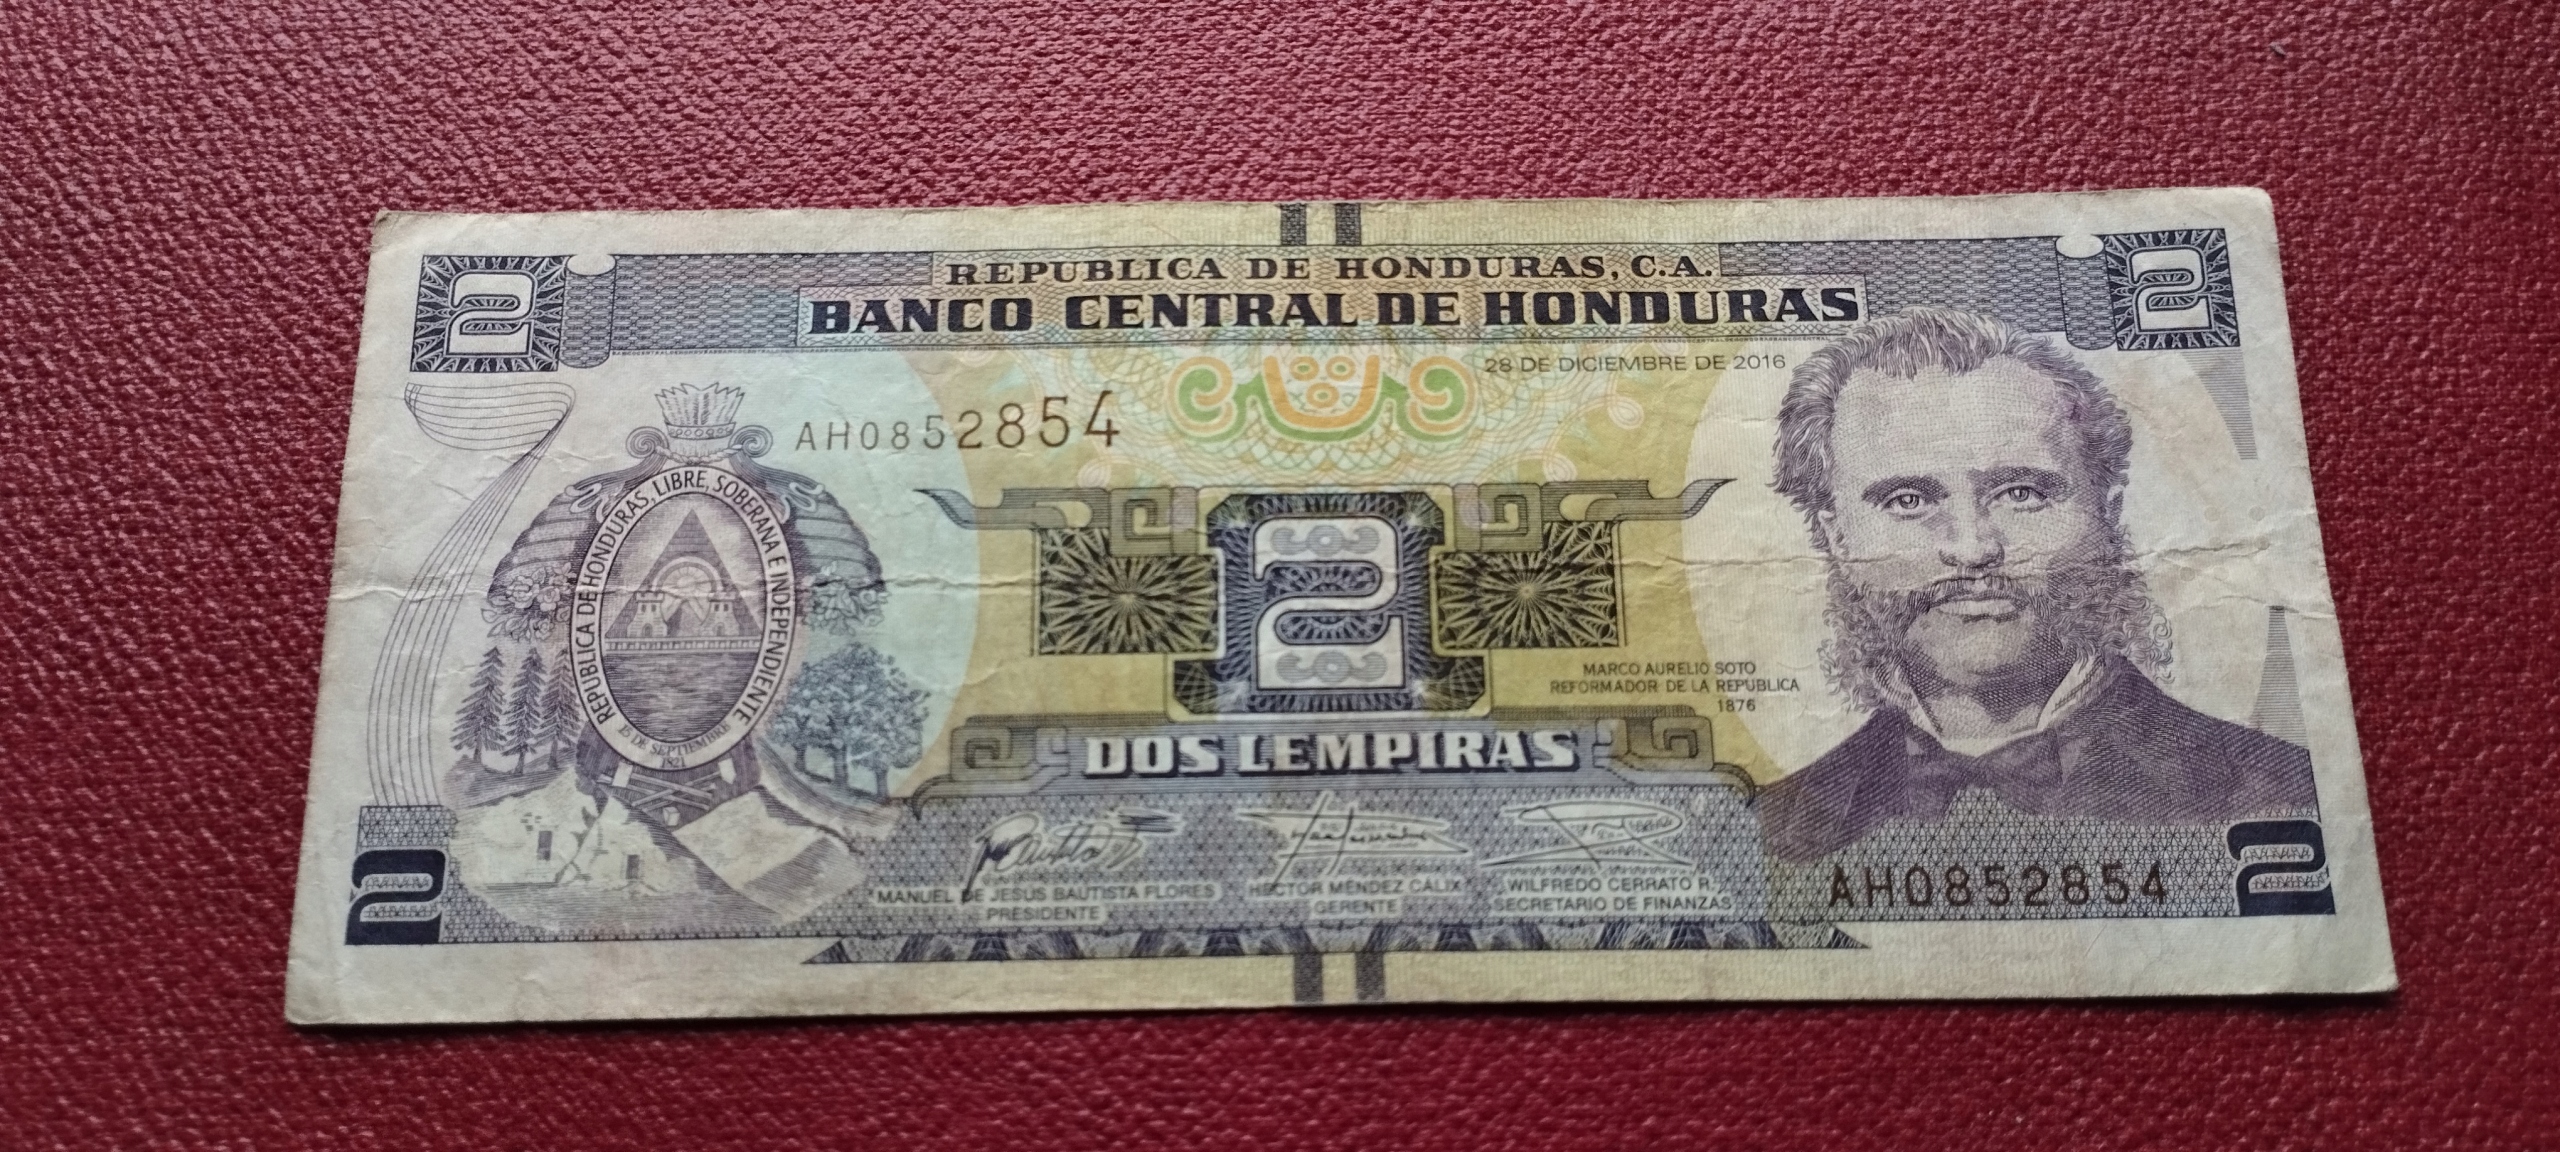 2
2
REPUBLICA DE HONDURAS, C.A.
BANCO CENTRAL DE HONDURAS
28 DE DICIEMBRE DE 2016
AH0852854
REPUBLICA DE HONDURAS, LIBRE, SOBERANA E INDEPENDIENTE
15 DE SEPTIEMBRE
1821
2
MARCO AURELIO SOTO
REFORMADOR DE LA REPUBLICA
1876
DOS LEMPIRAS
MANUEL DE JESUS BAUTISTA FLORES
PRESIDENTE
HECTOR MÉNDEZ CÁLIX
GERENTE
WILFREDO CERRATO R.
SECRETARIO DE FINANZAS
AH0852854
2
2